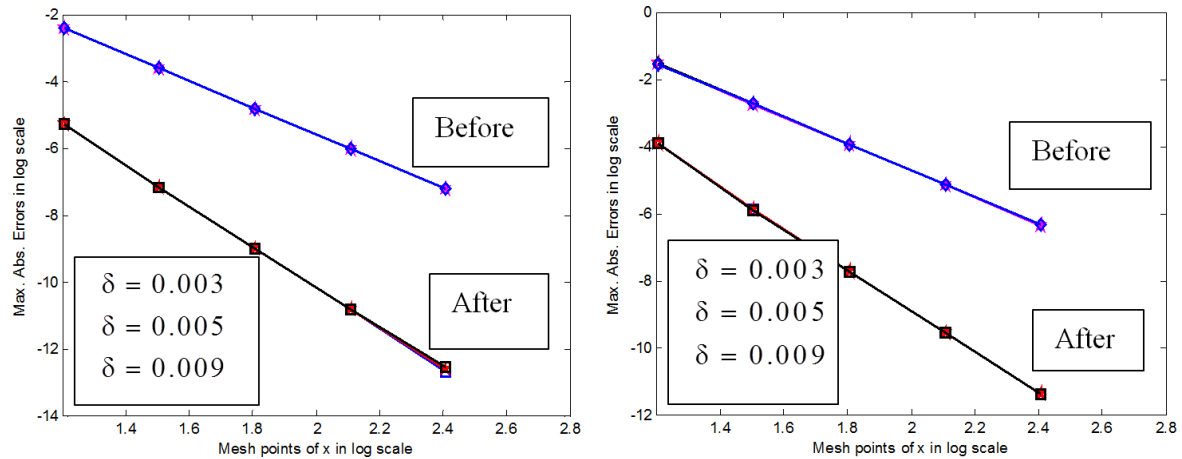 -2
-4
-6
-8
-10
-12
-14
Max. Abs. Errors in log scale
Before
After
δ = 0.003
δ = 0.005
δ = 0.009
1.4 1.6 1.8 2 2.2 2.4 2.6 2.8
Mesh points of x in log scale
0
-2
-4
-6
-8
-10
-12
Max. Abs. Errors in log scale
Before
After
δ = 0.003
δ = 0.005
δ = 0.009
1.4 1.6 1.8 2 2.2 2.4 2.6 2.8
Mesh points of x in log scale